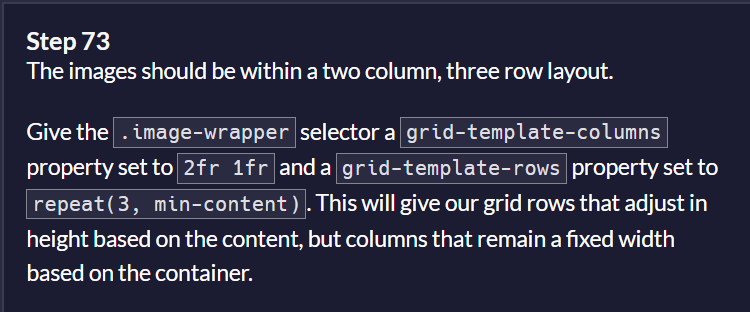 Step 73
The images should be within a two column, three row layout.
Give the .image-wrapper selector a grid-template-columns
property set to 2fr 1fr and a grid-template-rows property set to
repeat(3, min-content). This will give our grid rows that adjust in
height based on the content, but columns that remain a fixed width
based on the container.